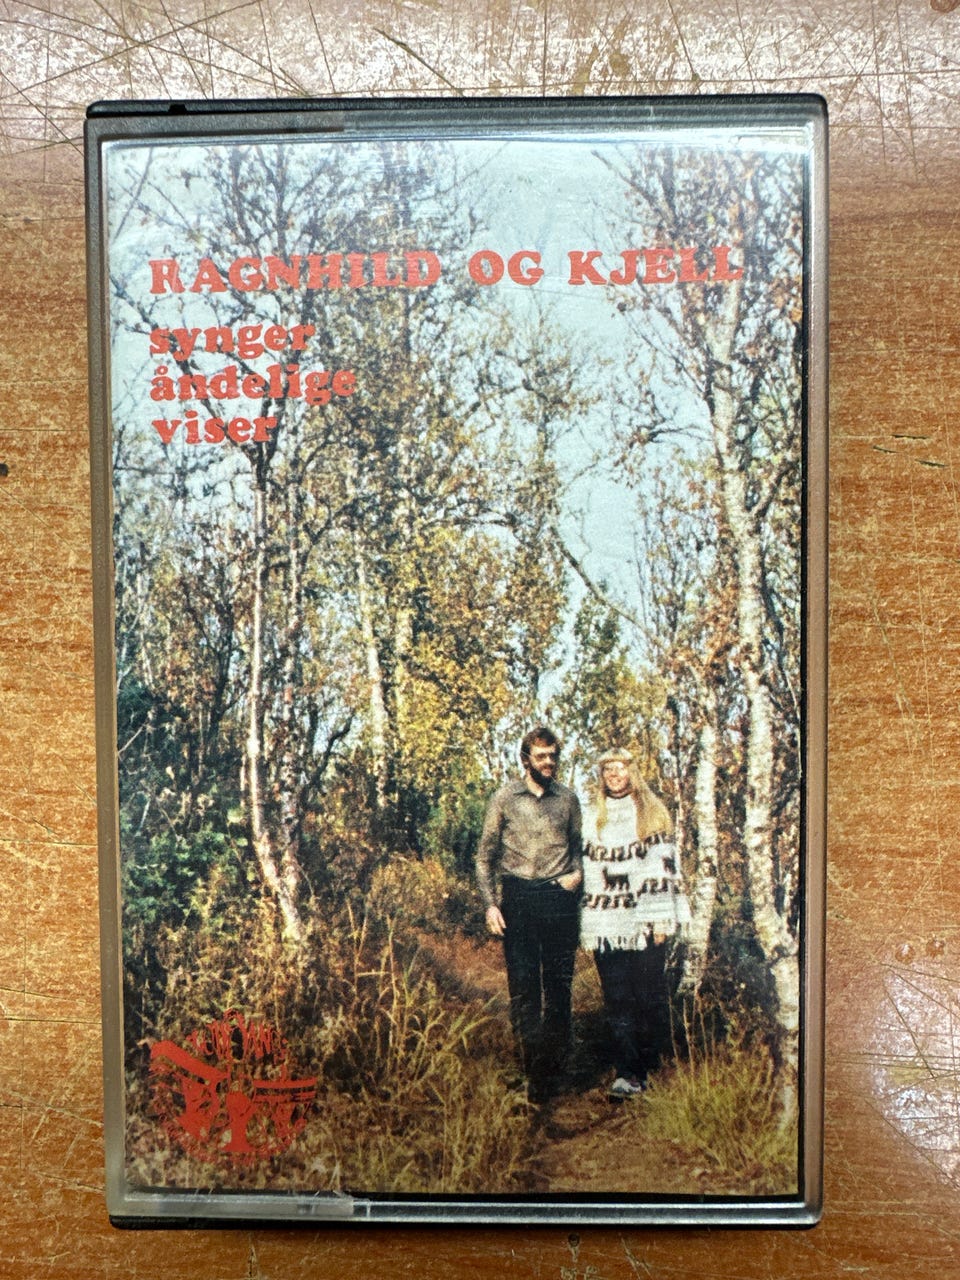 RAGNHILD OG KJELL
synger
åndelige
viser